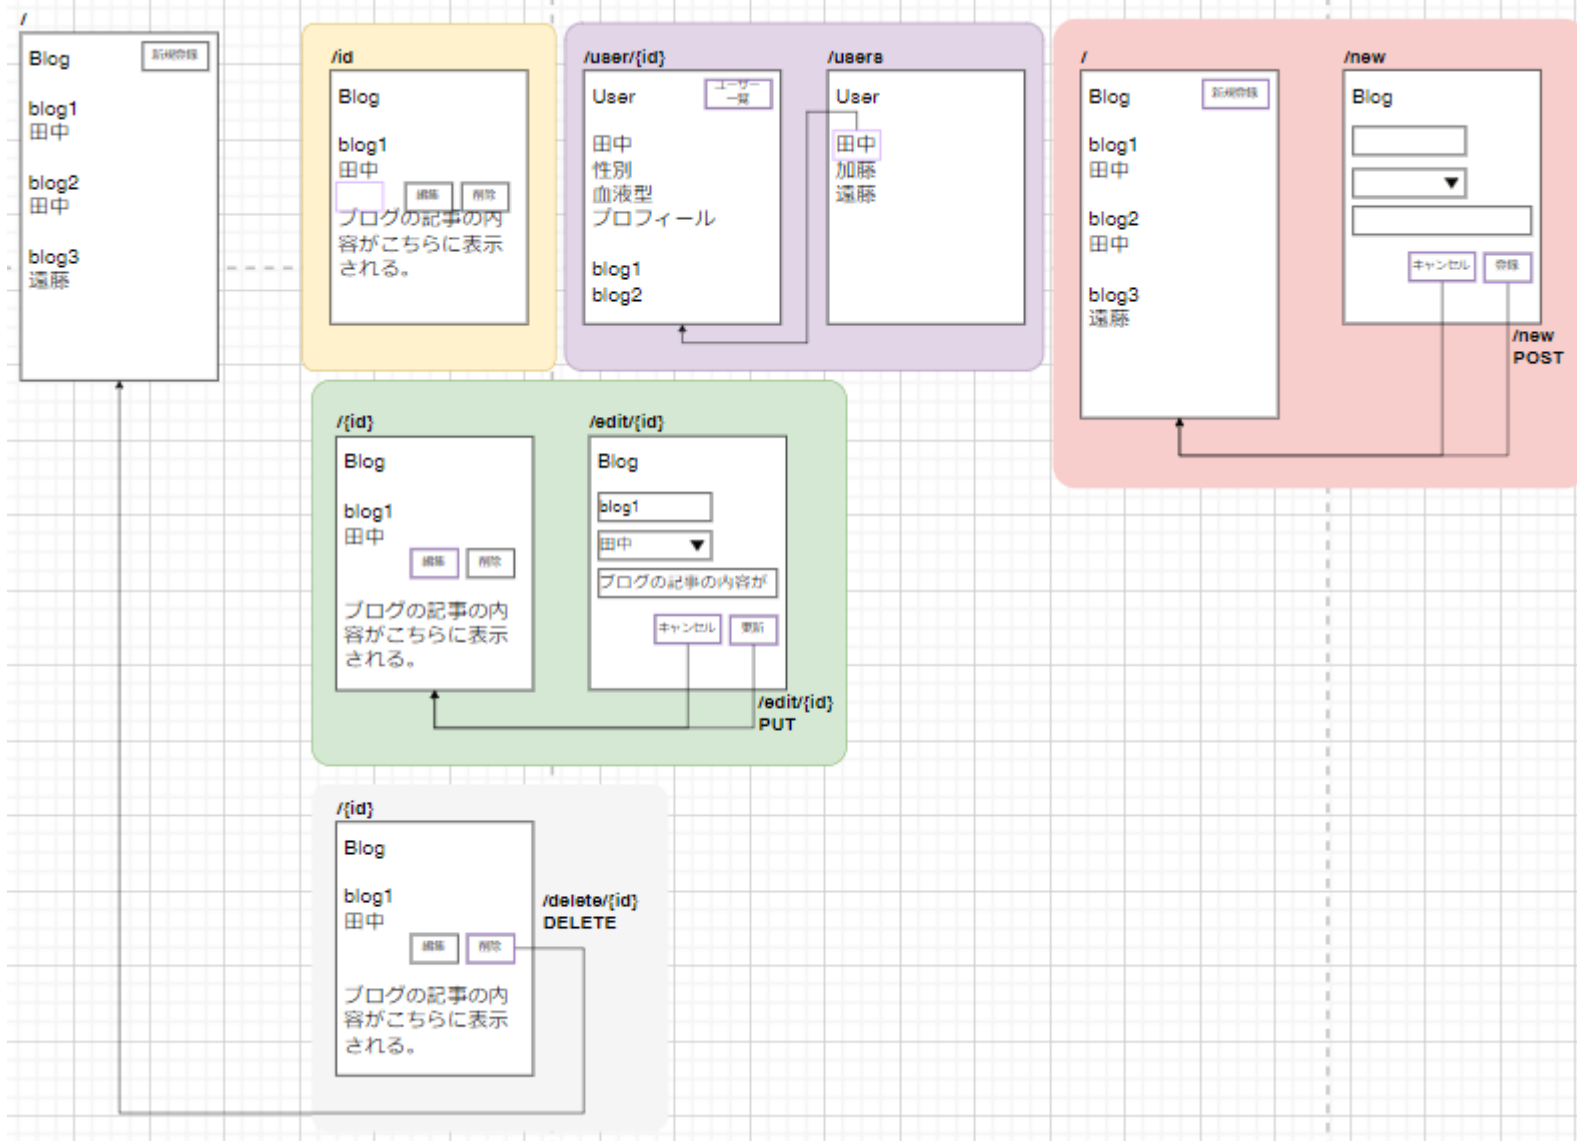 /
Blog
新規登録
blog1
田中
blog2
田中
blog3
遠藤
/id
Blog
blog1
田中
編集
削除
ブログの記事の内
容がこちらに表示
される。
/user/{id}
User
ユーザー
一覧
田中
性別
血液型
プロフィール
blog1
blog2
/users
User
田中
加藤
遠藤
/
Blog
新規登録
blog1
田中
blog2
田中
blog3
遠藤
/new
Blog
キャンセル
登録
/new
POST
/{id}
Blog
blog1
田中
編集
削除
ブログの記事の内
容がこちらに表示
される。
/edit/{id}
Blog
blog1
田中
ブログの記事の内容が
キャンセル
更新
/edit/{id}
PUT
/{id}
Blog
blog1
田中
編集
削除
ブログの記事の内
容がこちらに表示
される。
/delete/{id}
DELETE